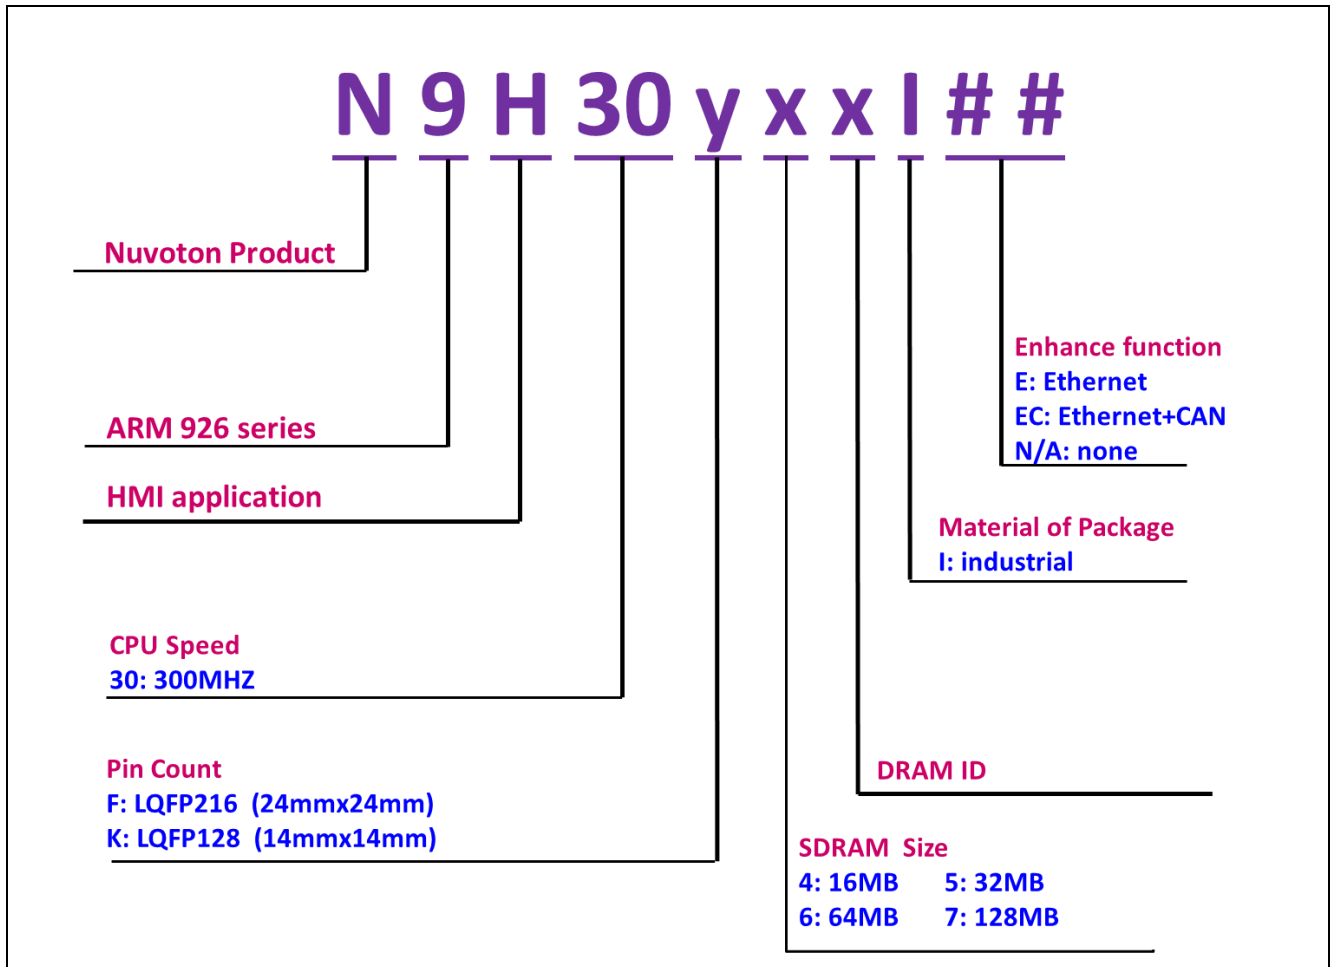 N 9 H 30 y x x I # #
Nuvoton Product
ARM 926 series
HMI application
CPU Speed
30: 300MHZ
Pin Count
F: LQFP216 (24mmx24mm)
K: LQFP128 (14mmx14mm)
Enhance function
E: Ethernet
EC: Ethernet+CAN
N/A: none
Material of Package
I: industrial
DRAM ID
SDRAM Size
4: 16MB 5: 32MB
6: 64MB 7: 128MB